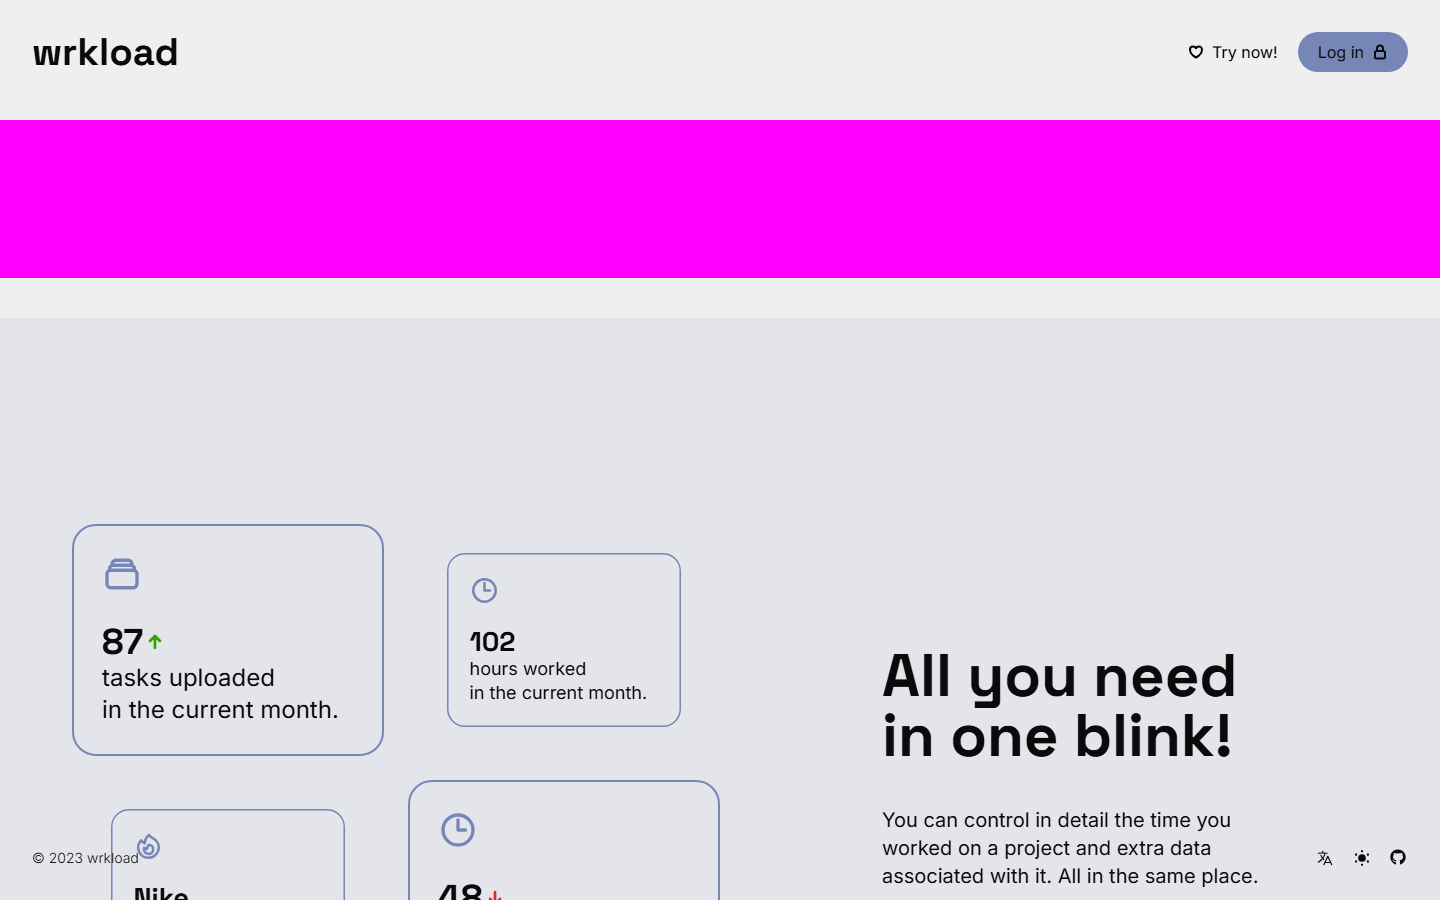 wrkload
Try now!
Log in
87
tasks uploaded
in the current month.
102
hours worked
in the current month.
All you need
in one blink!
You can control in detail the time you
worked on a project and extra data
associated with it. All in the same place.
Nike
48
© 2023 wrkload